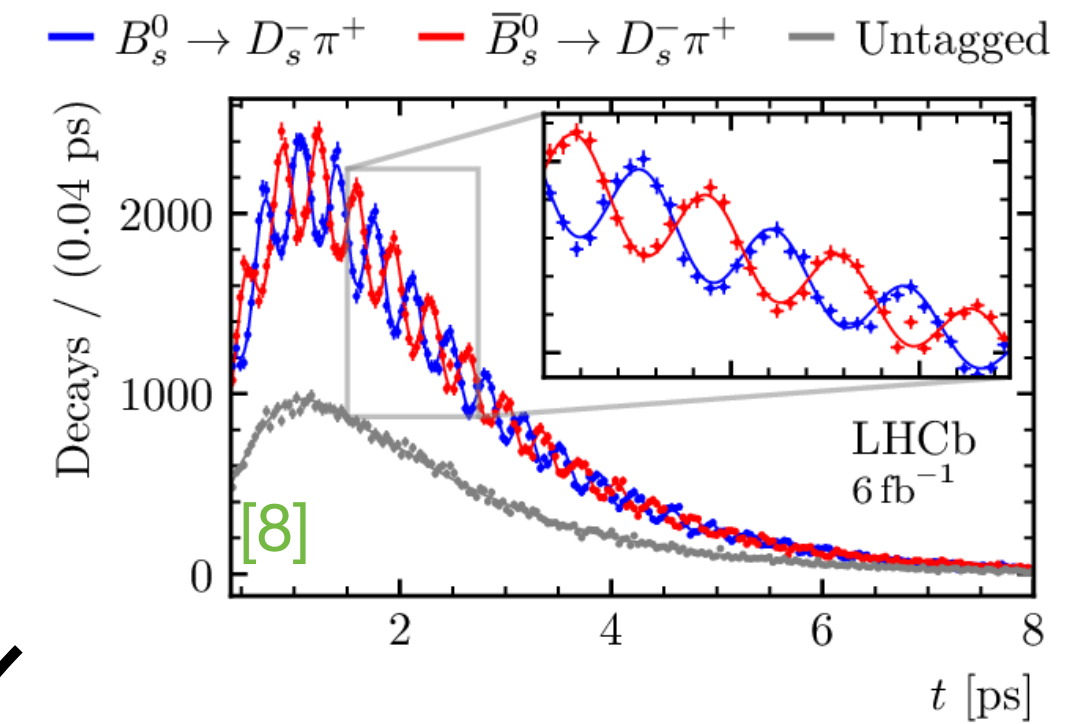 B_s^0 → D_s^- π^+   B̅_s^0 → D_s^- π^+   Untagged
Decays / (0.04 ps)
2000
1000
0
LHCb
6 fb^{-1}
[8]
2 4 6 8
t [ps]